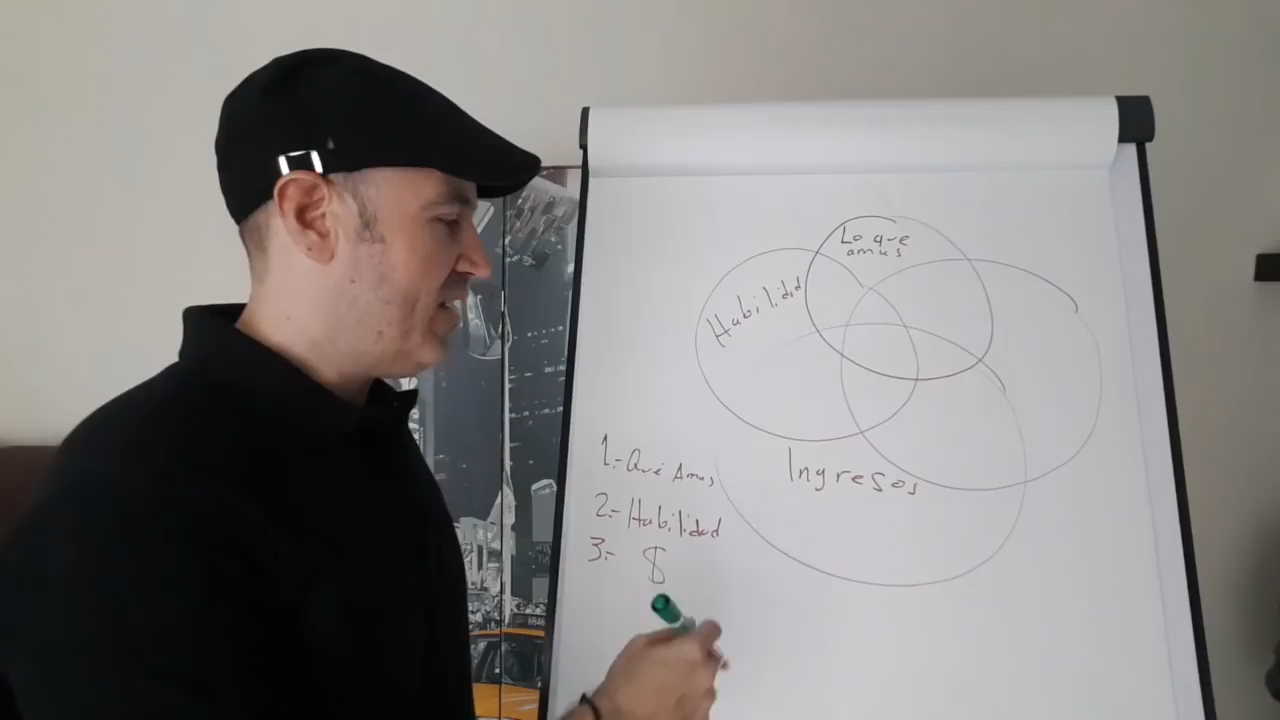 Lo que
amas
Habilidad
Ingresos
1.- Qué Amas
2.- Habilidad
3.- $